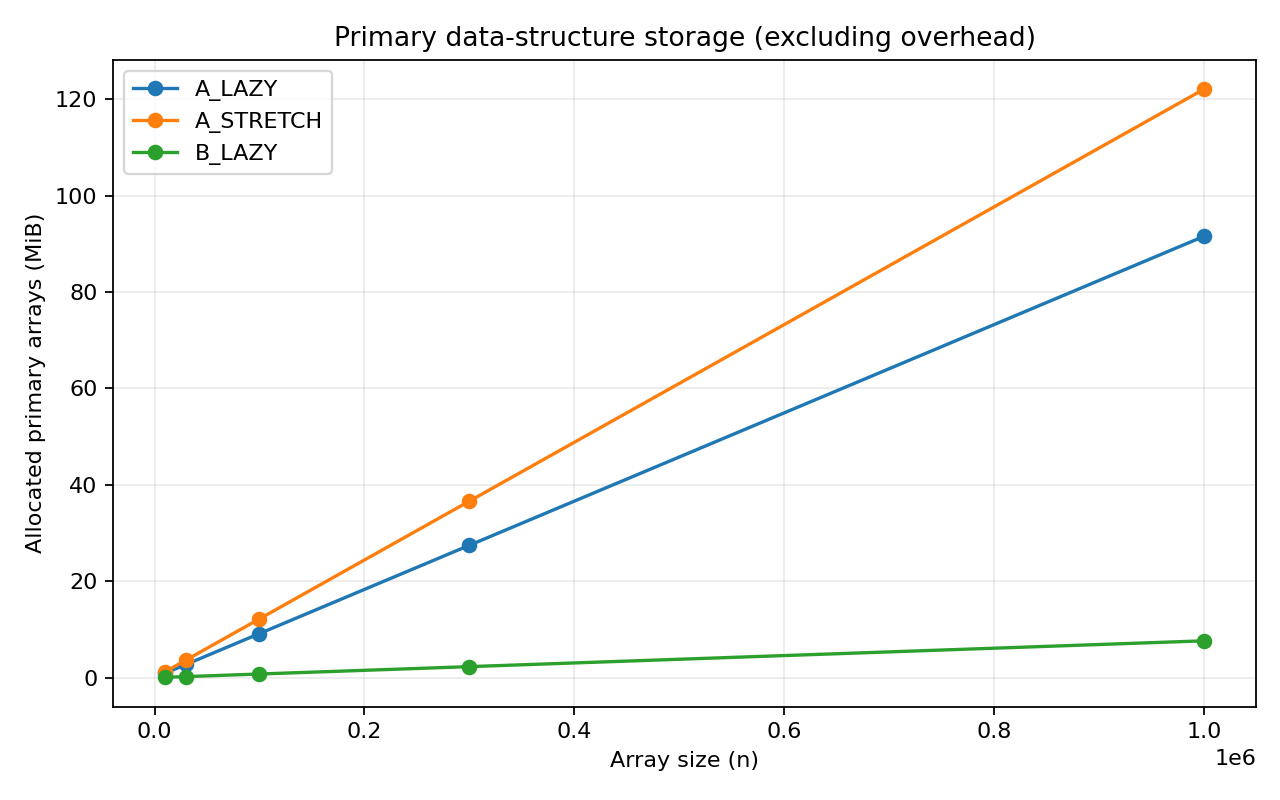 Primary data-structure storage (excluding overhead)
A_LAZY
A_STRETCH
B_LAZY
Allocated primary arrays (MiB)
120
100
80
60
40
20
0
0.0 0.2 0.4 0.6 0.8 1.0
1e6
Array size (n)